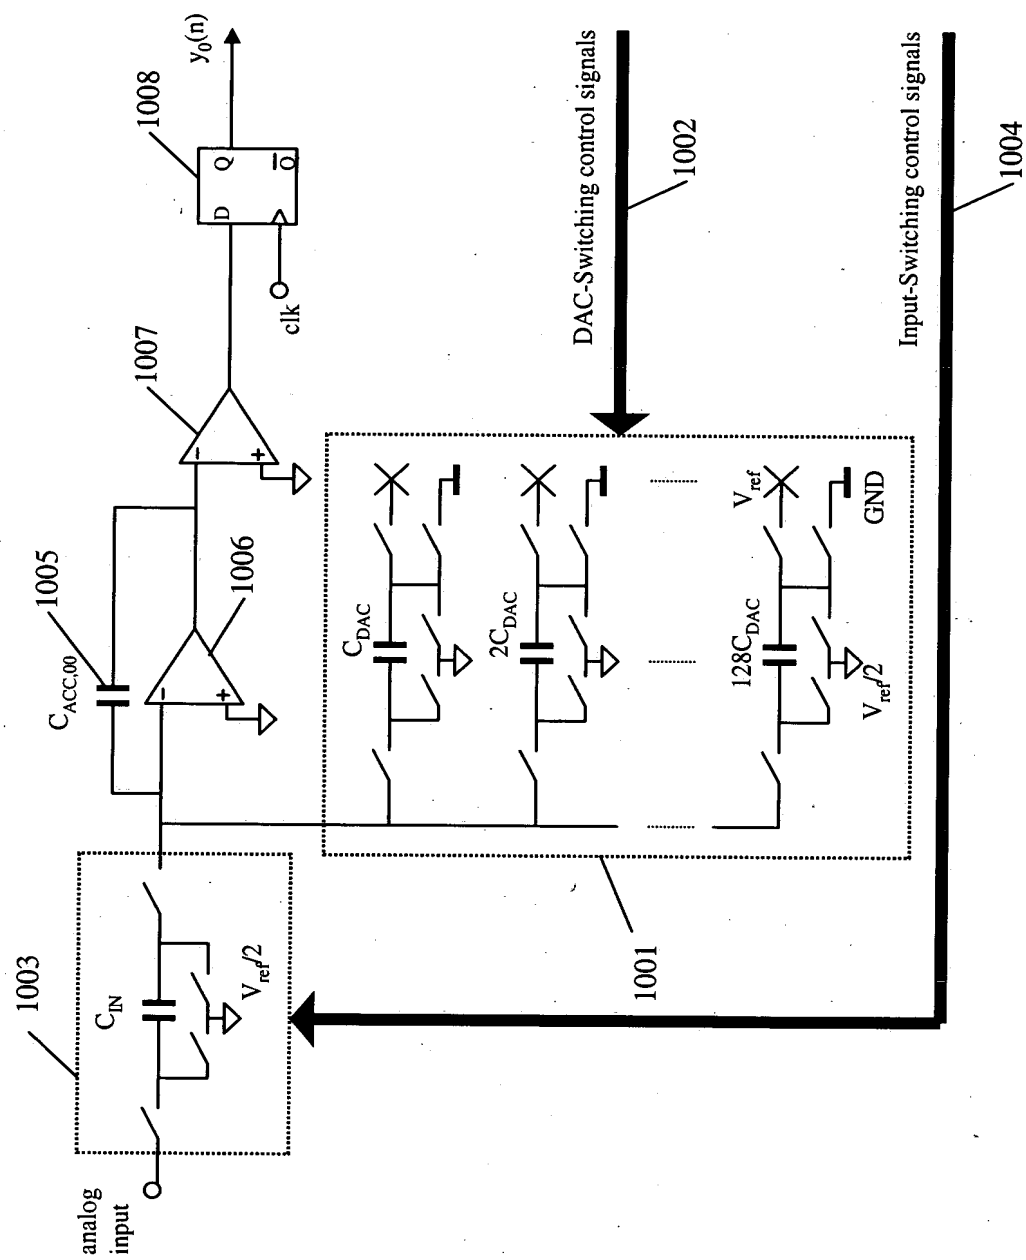 analog
input
1003
C_IN
V_ref/2
C_ACC,00
1005
1006
−
+
1007
−
+
1008
D
Q
Q̅
clk
y_0(n)
1001
C_DAC
2C_DAC
128C_DAC
V_ref
GND
V_ref/2
DAC-Switching control signals
1002
Input-Switching control signals
1004